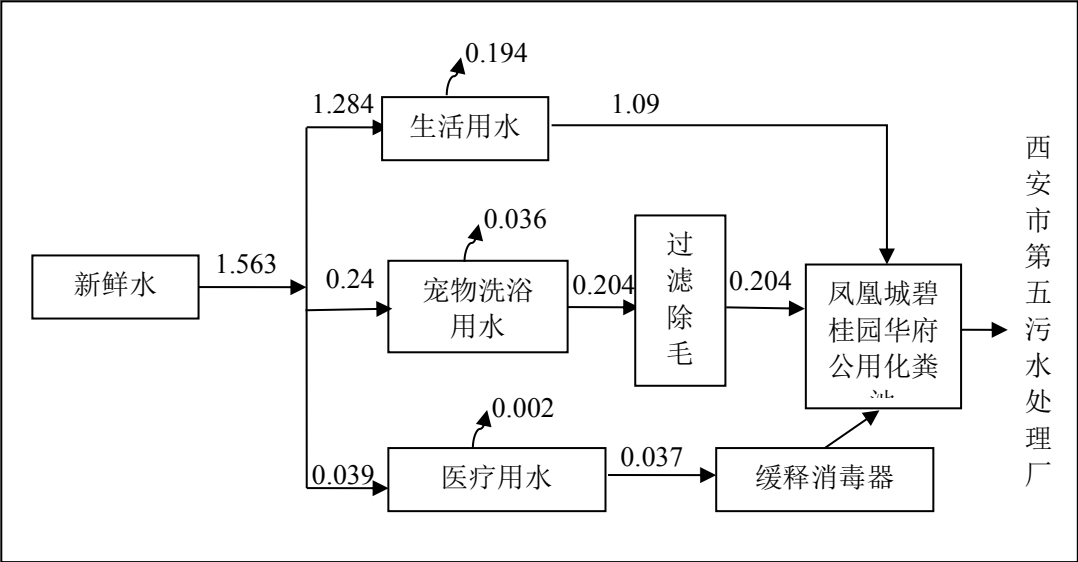 0.194
1.284
生活用水
1.09
新鲜水
1.563
0.036
0.24
宠物洗浴
用水
0.204
过
滤
除
毛
0.204
凤凰城碧
桂园华府
公用化粪
西
安
市
第
五
污
水
处
理
厂
0.002
0.039
医疗用水
0.037
缓释消毒器